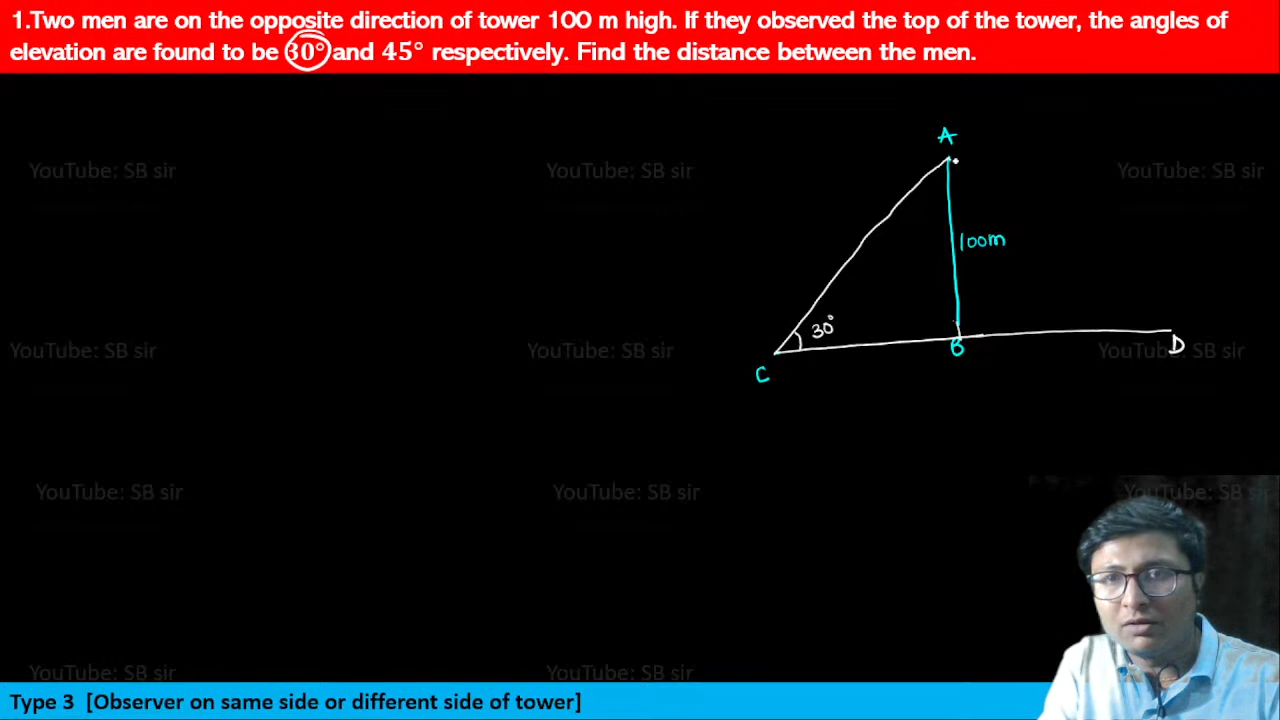 1.Two men are on the opposite direction of tower 100 m high. If they observed the top of the tower, the angles of
elevation are found to be 30° and 45° respectively. Find the distance between the men.
A
YouTube: SB sir YouTube: SB sir YouTube: SB sir
100m
30°
B
D
YouTube: SB sir YouTube: SB sir YouTube: SB sir
C
YouTube: SB sir YouTube: SB sir YouTube: SB sir
YouTube: SB sir YouTube: SB sir
Type 3 [Observer on same side or different side of tower]